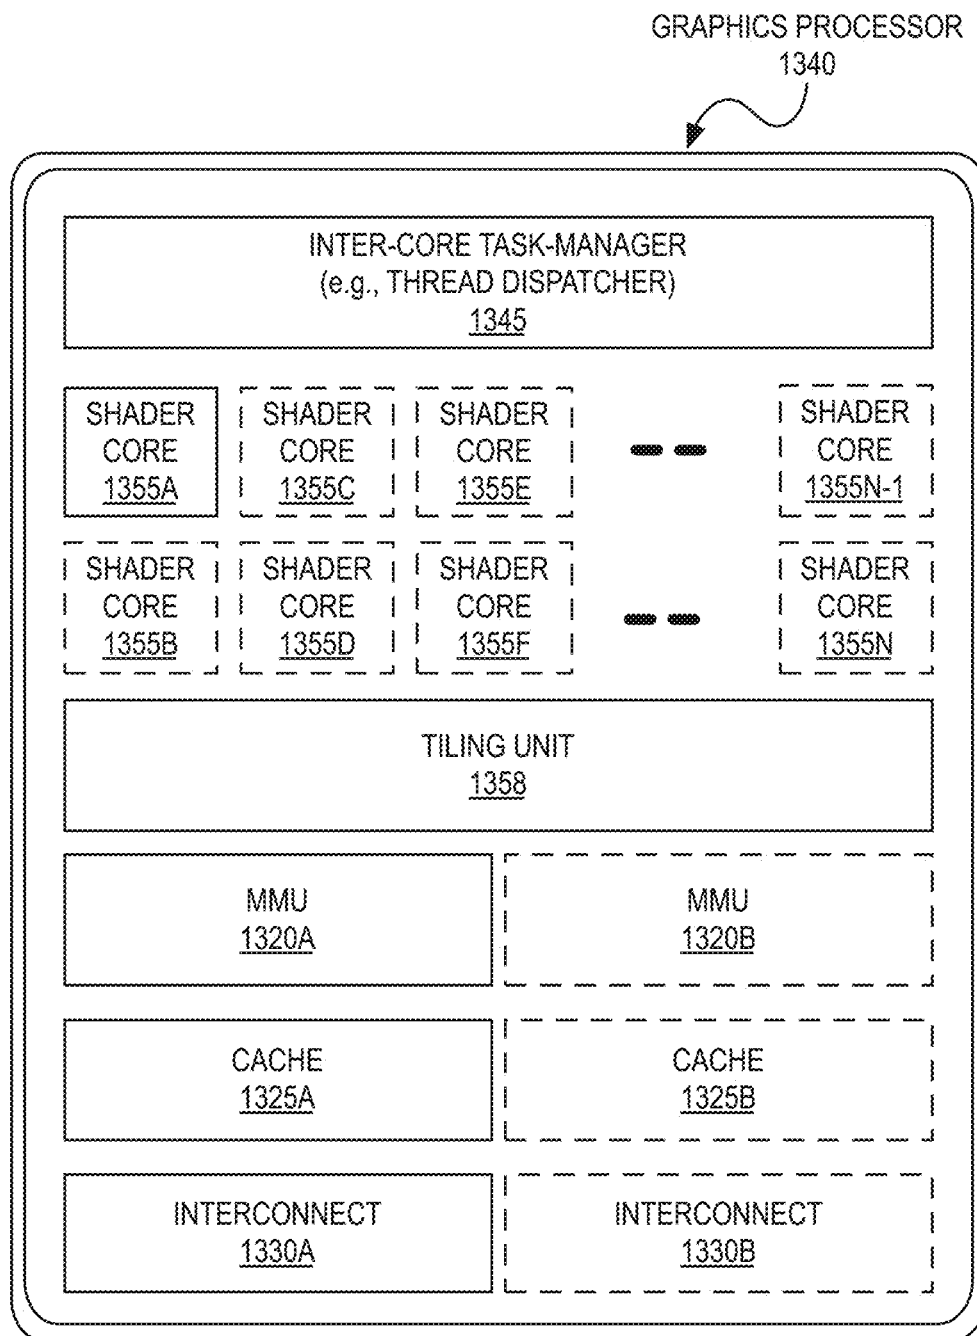 GRAPHICS PROCESSOR
1340
INTER-CORE TASK-MANAGER
(e.g., THREAD DISPATCHER)
1345
SHADER
CORE
1355A
SHADER
CORE
1355C
SHADER
CORE
1355E
SHADER
CORE
1355N-1
SHADER
CORE
1355B
SHADER
CORE
1355D
SHADER
CORE
1355F
SHADER
CORE
1355N
TILING UNIT
1358
MMU
1320A
MMU
1320B
CACHE
1325A
CACHE
1325B
INTERCONNECT
1330A
INTERCONNECT
1330B